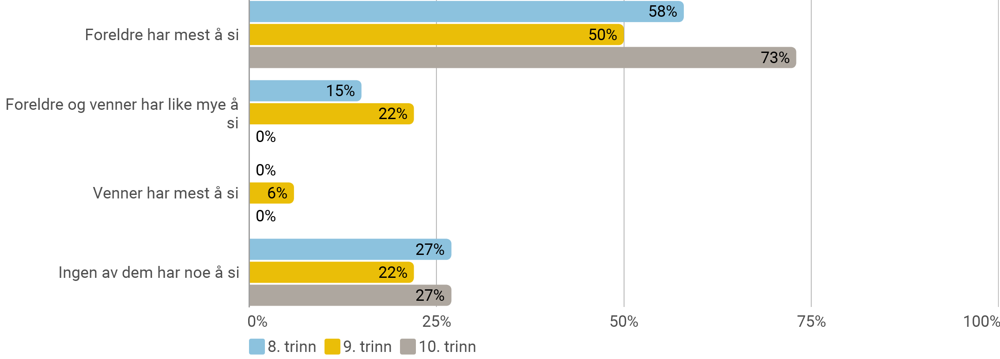 58%
Foreldre har mest å si
50%
73%
15%
Foreldre og venner har like mye å
si
22%
0%
0%
Venner har mest å si
6%
0%
27%
Ingen av dem har noe å si
22%
27%
0% 25% 50% 75% 100%
8. trinn 9. trinn 10. trinn